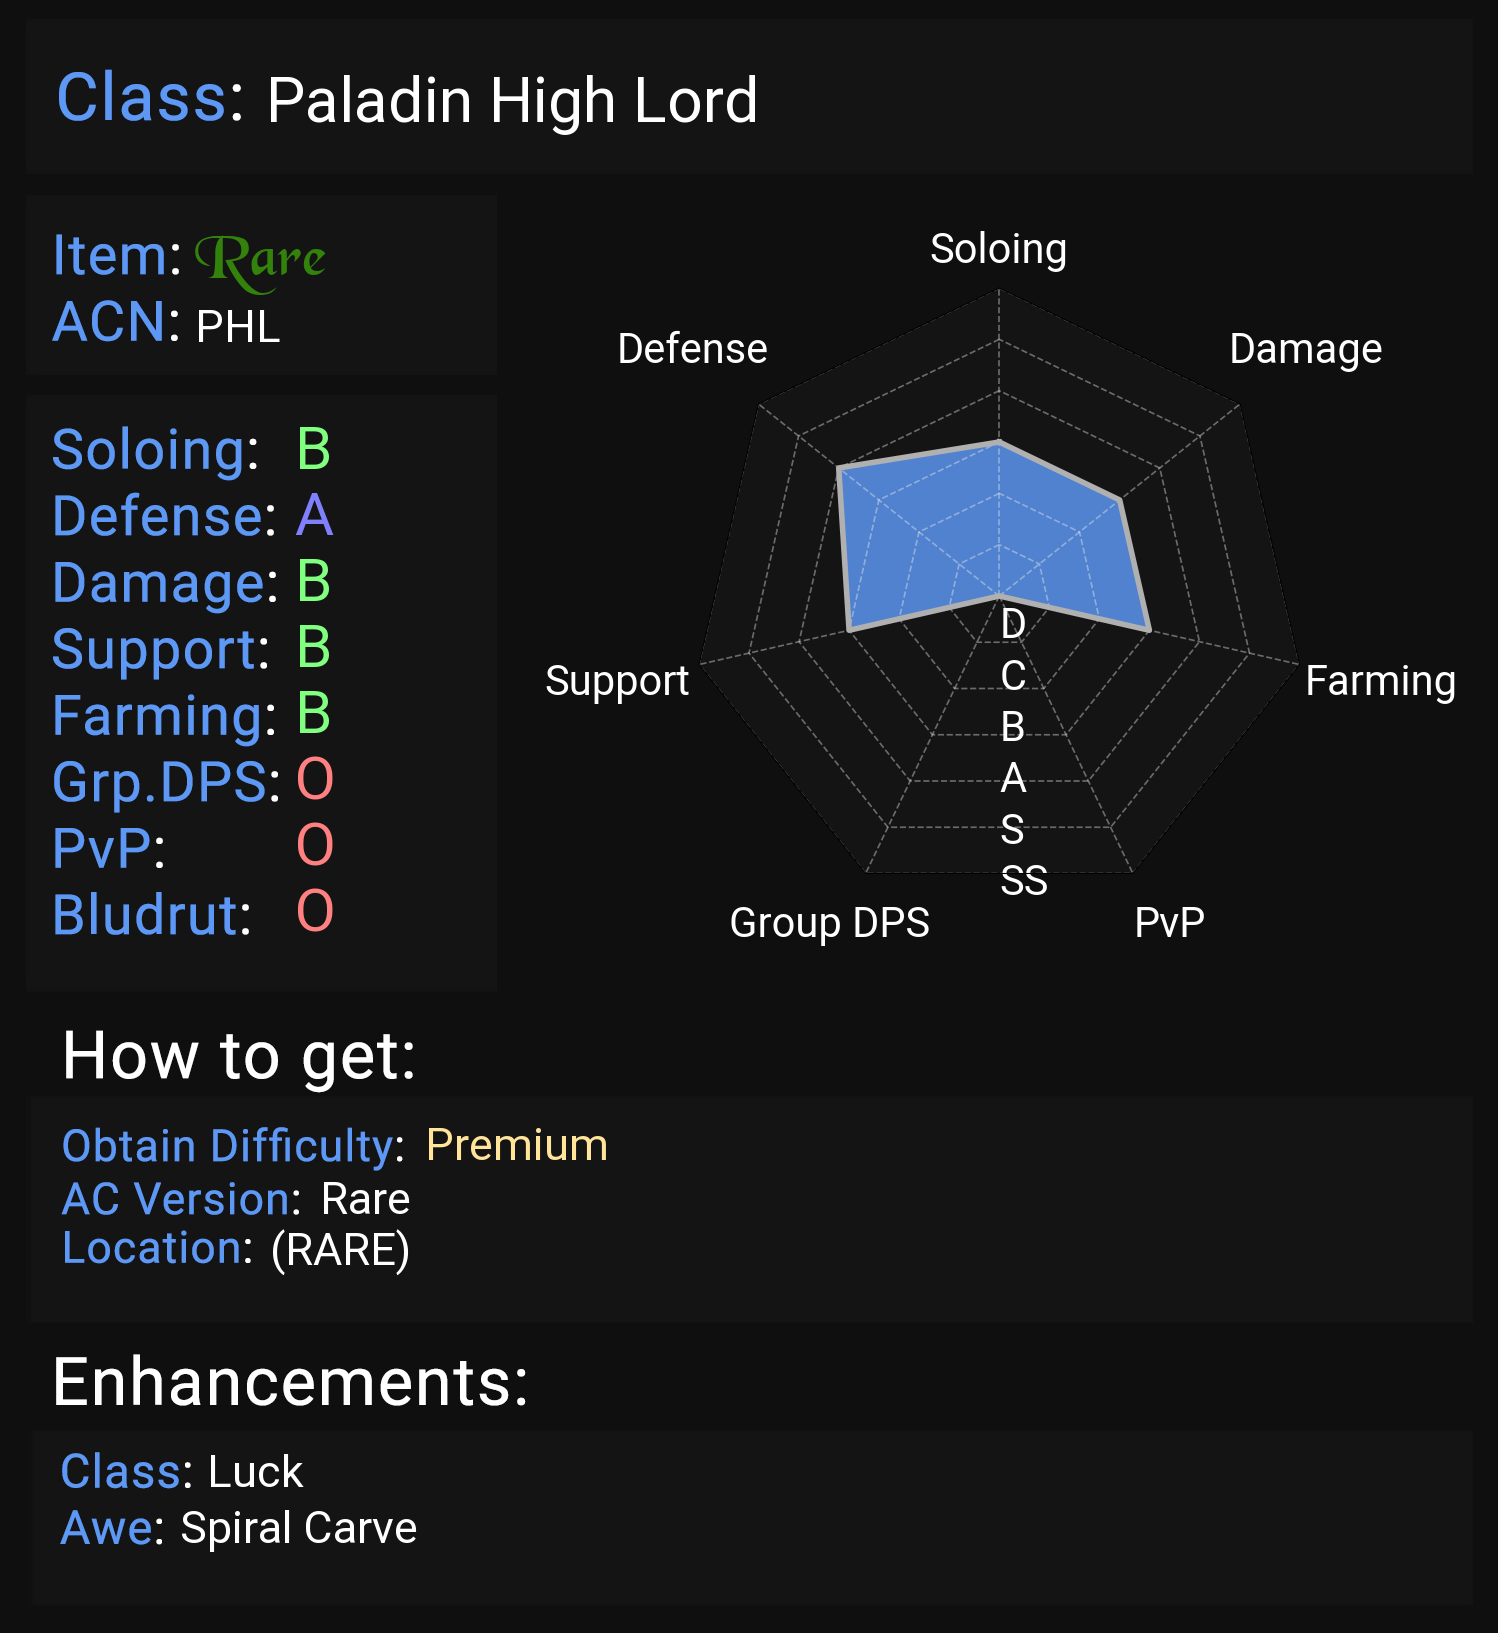 Class: Paladin High Lord
Item: Rare
ACN: PHL
Soloing: B
Defense: A
Damage: B
Support: B
Farming: B
Grp.DPS: O
PvP: O
Bludrut: O
Soloing
Defense
Damage
Support
Farming
D
C
B
A
S
SS
Group DPS
PvP
How to get:
Obtain Difficulty: Premium
AC Version: Rare
Location: (RARE)
Enhancements:
Class: Luck
Awe: Spiral Carve